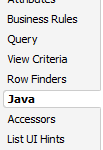 Attributes
Business Rules
Query
View Criteria
Row Finders
Java
Accessors
List UI Hints